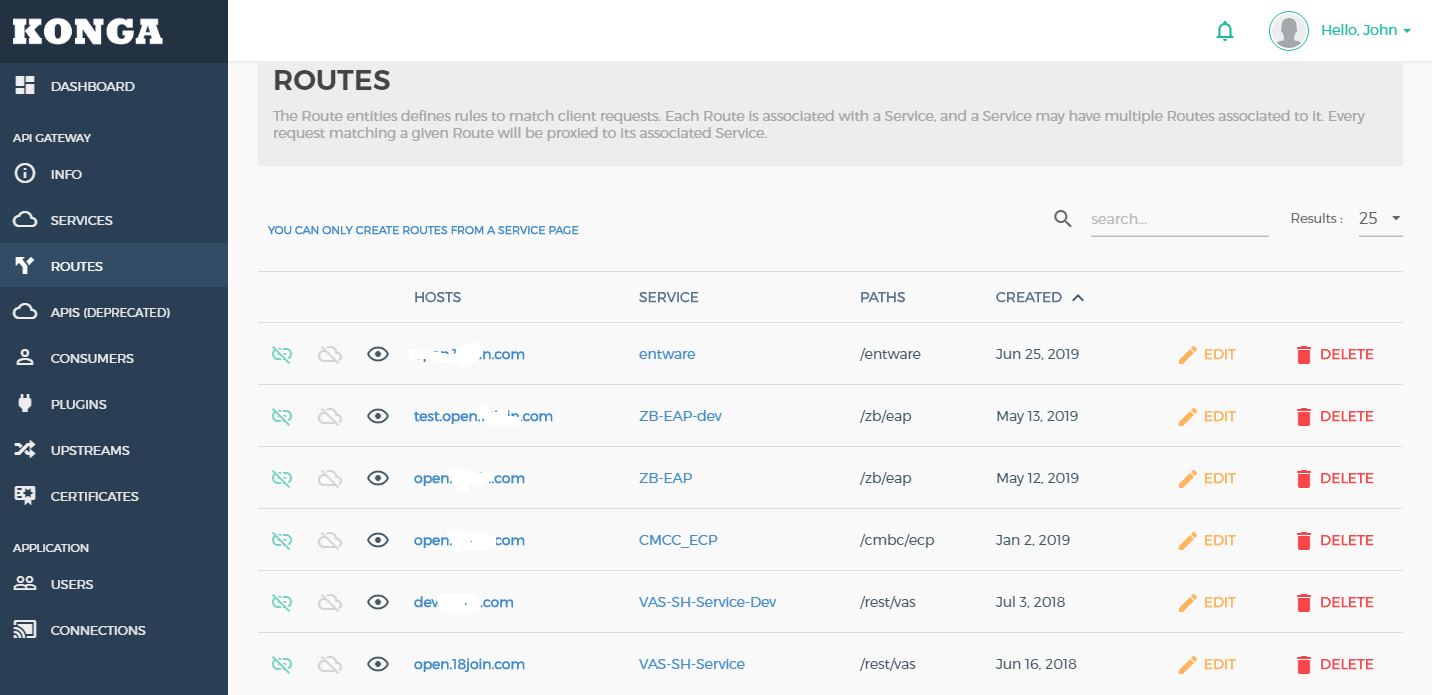 KONGA
Hello, John
DASHBOARD
API GATEWAY
INFO
SERVICES
ROUTES
APIS (DEPRECATED)
CONSUMERS
PLUGINS
UPSTREAMS
CERTIFICATES
APPLICATION
USERS
CONNECTIONS
ROUTES
The Route entities defines rules to match client requests. Each Route is associated with a Service, and a Service may have multiple Routes associated to it. Every
request matching a given Route will be proxied to its associated Service.
YOU CAN ONLY CREATE ROUTES FROM A SERVICE PAGE
search...
Results :
25
HOSTS SERVICE PATHS CREATED
.com entware /entware Jun 25, 2019 EDIT DELETE
test.open. .com ZB-EAP-dev /zb/eap May 13, 2019 EDIT DELETE
open. .com ZB-EAP /zb/eap May 12, 2019 EDIT DELETE
open. .com CMCC_ECP /cmbc/ecp Jan 2, 2019 EDIT DELETE
dev .com VAS-SH-Service-Dev /rest/vas Jul 3, 2018 EDIT DELETE
open.18join.com VAS-SH-Service /rest/vas Jun 16, 2018 EDIT DELETE